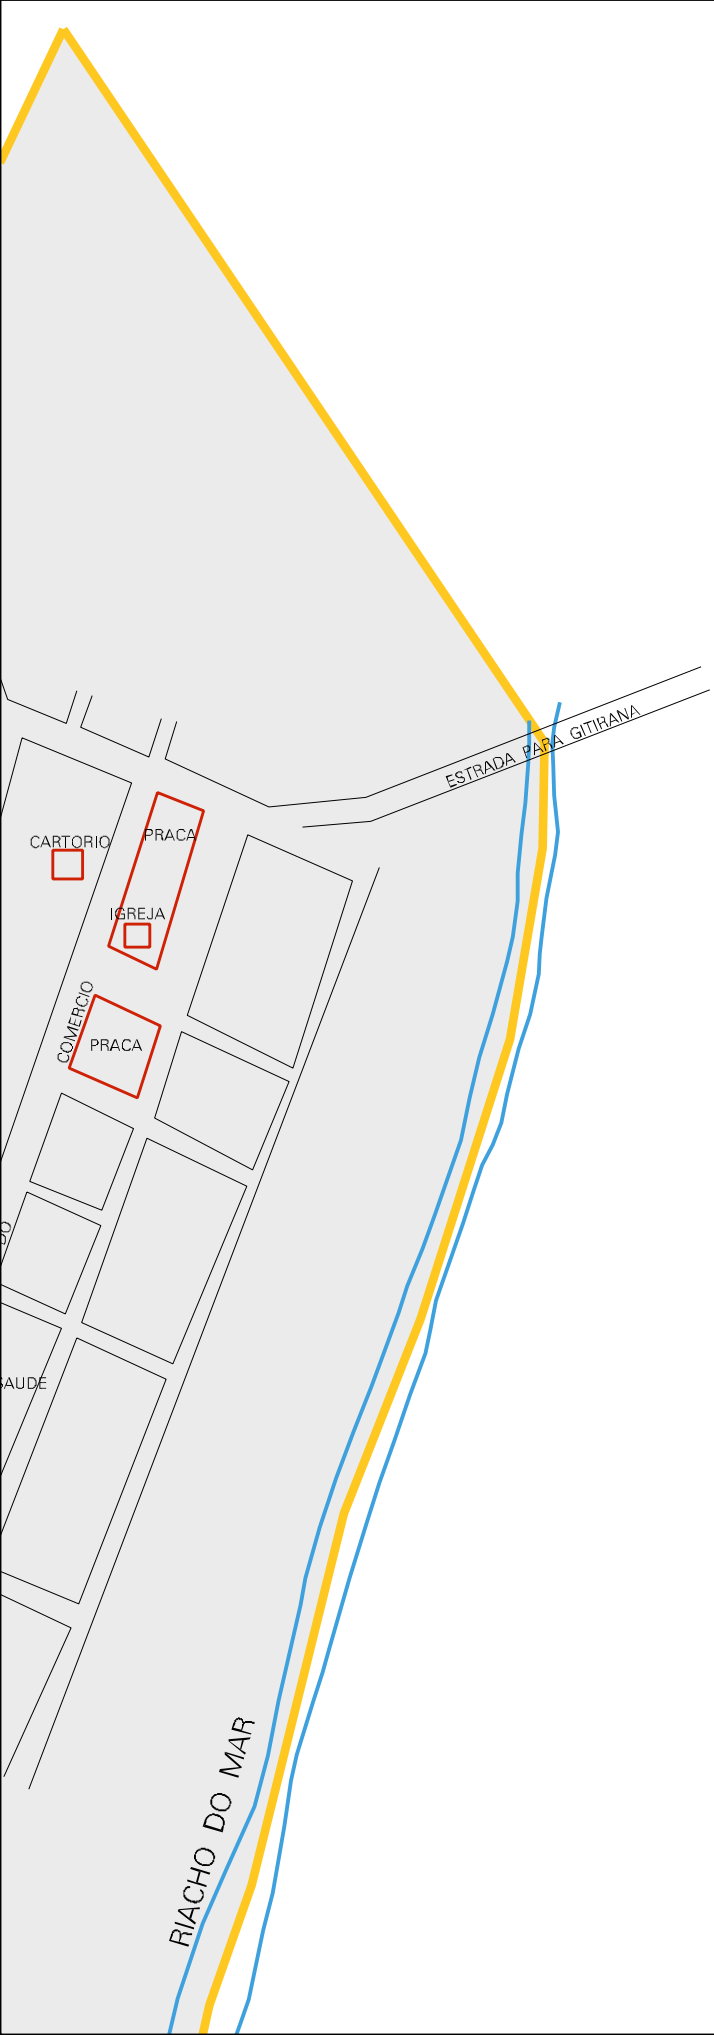 ESTRADA PARA GITIRANA
PRACA
CARTORIO
IGREJA
COMERCIO
PRACA
SAUDE
RIACHO DO MAR